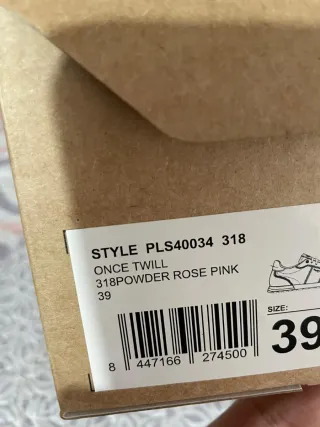 STYLE PLS40034 318
ONCE TWILL
318POWDER ROSE PINK
39
SIZE:
39
8 447166 274500